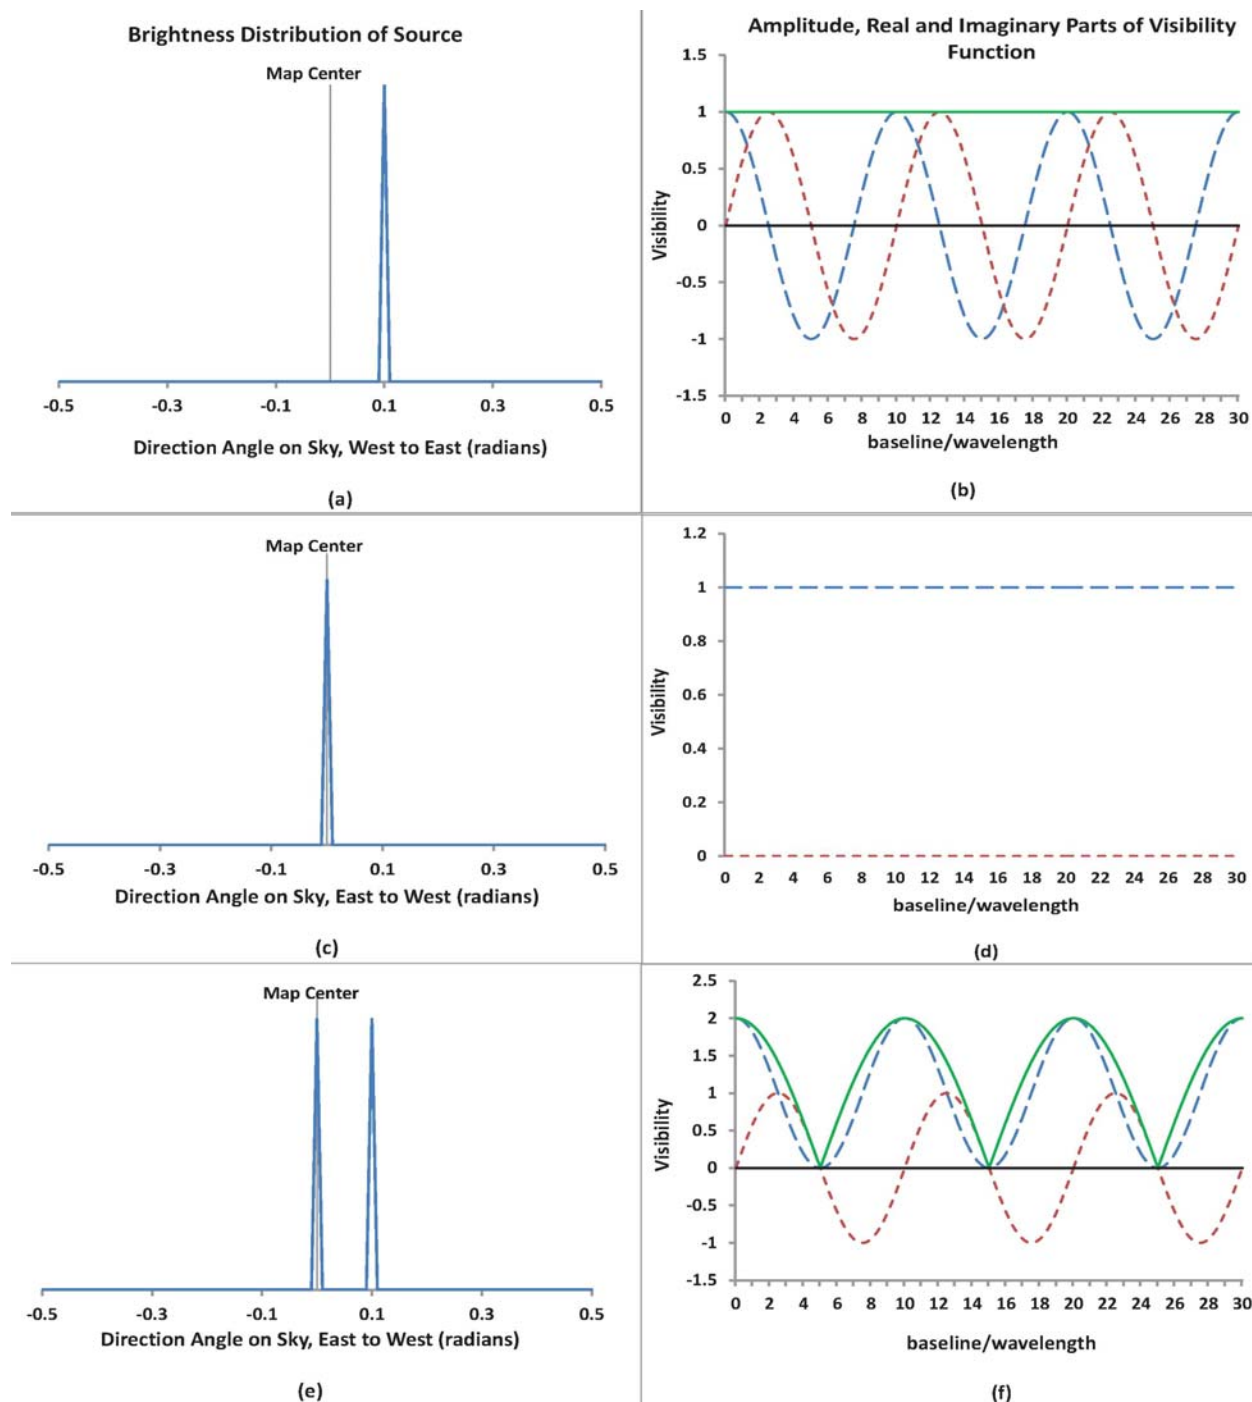 Brightness Distribution of Source
Map Center
-0.5 -0.3 -0.1 0.1 0.3 0.5
Direction Angle on Sky, West to East (radians)
(a)
Amplitude, Real and Imaginary Parts of Visibility
Function
1.5
1
0.5
0
-0.5
-1
-1.5
Visibility
0 2 4 6 8 10 12 14 16 18 20 22 24 26 28 30
baseline/wavelength
(b)
Map Center
-0.5 -0.3 -0.1 0.1 0.3 0.5
Direction Angle on Sky, East to West (radians)
(c)
1.2
1
0.8
0.6
0.4
0.2
0
Visibility
0 2 4 6 8 10 12 14 16 18 20 22 24 26 28 30
baseline/wavelength
(d)
Map Center
-0.5 -0.3 -0.1 0.1 0.3 0.5
Direction Angle on Sky, East to West (radians)
(e)
2.5
2
1.5
1
0.5
0
-0.5
-1
-1.5
Visibility
0 2 4 6 8 10 12 14 16 18 20 22 24 26 28 30
baseline/wavelength
(f)